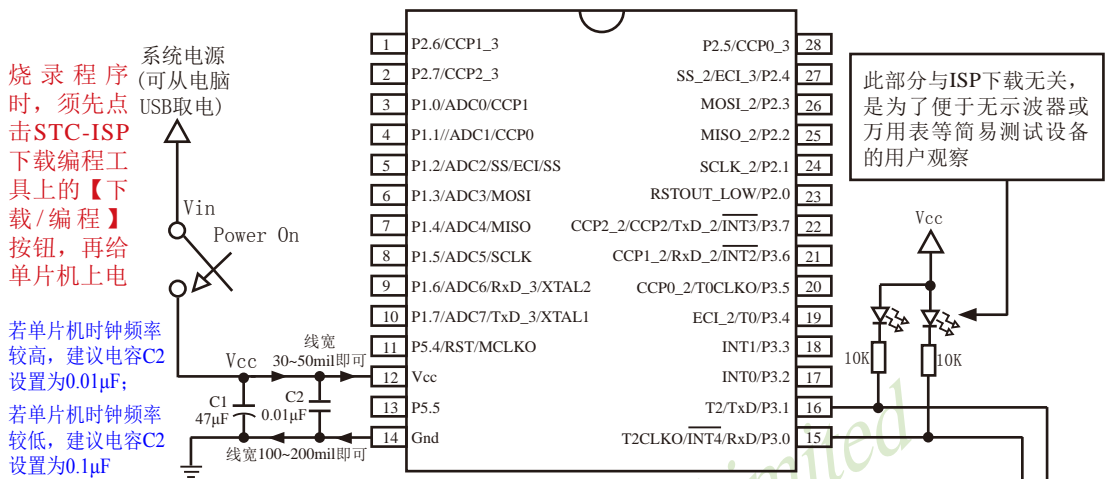 烧录程序
时，须先点
击STC-ISP
下载编程工
具上的【下
载/编程】
按钮，再给
单片机上电
系统电源
(可从电脑
USB取电)
Vin
Power On
若单片机时钟频率
较高，建议电容C2
设置为0.01μF；
若单片机时钟频率
较低，建议电容C2
设置为0.1μF
Vcc
线宽
30~50mil即可
C1
47μF
C2
0.01μF
线宽100~200mil即可
1 P2.6/CCP1_3
2 P2.7/CCP2_3
3 P1.0/ADC0/CCP1
4 P1.1//ADC1/CCP0
5 P1.2/ADC2/SS/ECI/SS
6 P1.3/ADC3/MOSI
7 P1.4/ADC4/MISO
8 P1.5/ADC5/SCLK
9 P1.6/ADC6/RxD_3/XTAL2
10 P1.7/ADC7/TxD_3/XTAL1
11 P5.4/RST/MCLKO
12 Vcc
13 P5.5
14 Gnd
P2.5/CCP0_3 28
SS_2/ECI_3/P2.4 27
MOSI_2/P2.3 26
MISO_2/P2.2 25
SCLK_2/P2.1 24
RSTOUT_LOW/P2.0 23
CCP2_2/CCP2/TxD_2/INT3/P3.7 22
CCP1_2/RxD_2/INT2/P3.6 21
CCP0_2/T0CLKO/P3.5 20
ECI_2/T0/P3.4 19
INT1/P3.3 18
INT0/P3.2 17
T2/TxD/P3.1 16
T2CLKO/INT4/RxD/P3.0 15
此部分与ISP下载无关，
是为了便于无示波器或
万用表等简易测试设备
的用户观察
Vcc
10K
10K
imited